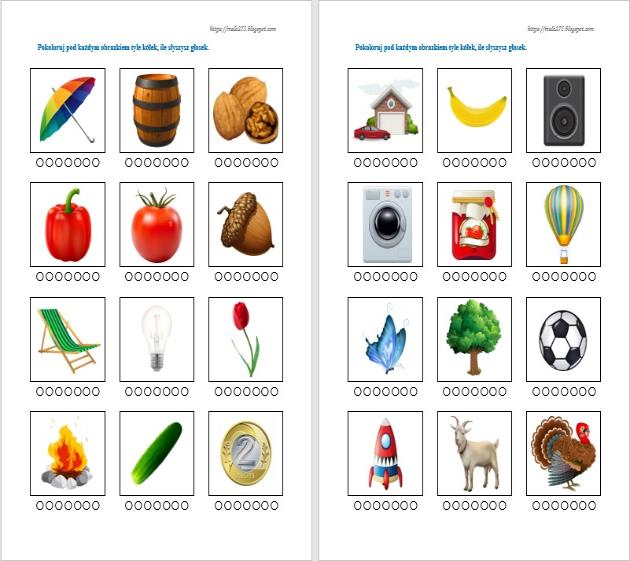 https://mala273.blogspot.com
Pokoloruj pod każdym obrazkiem tyle kółek, ile słyszysz głosek.
2
https://mala273.blogspot.com
Pokoloruj pod każdym obrazkiem tyle kółek, ile słyszysz głosek.